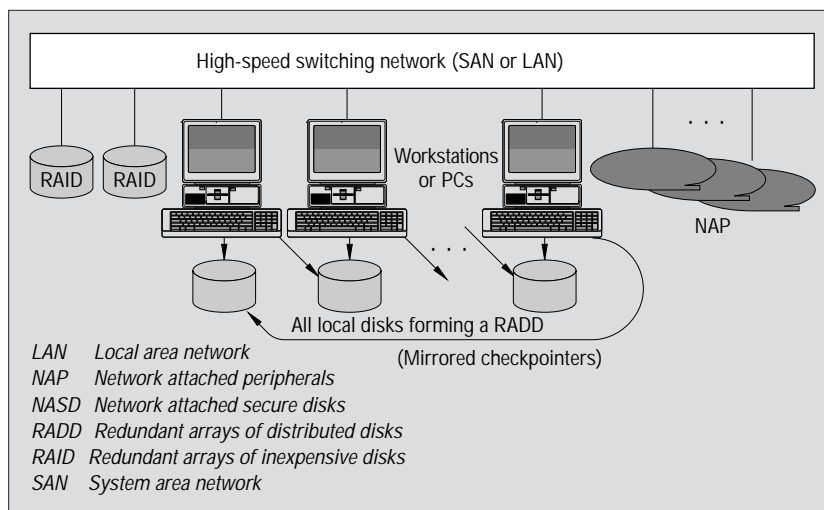 High-speed switching network (SAN or LAN)
. . .
RAID
RAID
Workstations
or PCs
NAP
. . .
All local disks forming a RADD
(Mirrored checkpointers)
LAN Local area network
NAP Network attached peripherals
NASD Network attached secure disks
RADD Redundant arrays of distributed disks
RAID Redundant arrays of inexpensive disks
SAN System area network